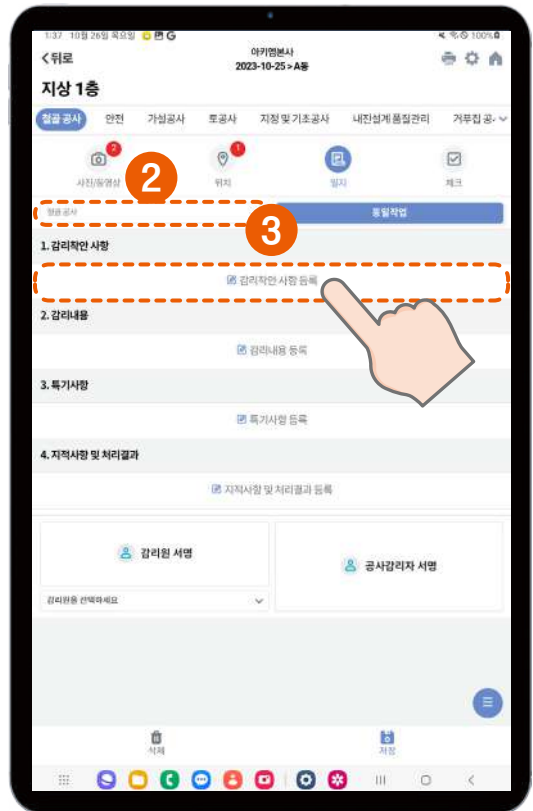 1:37 10월 26일 목요일 G 100%
<뒤로
아키엠본사
2023-10-25 > A동
지상 1층
철골 공사 안전 가설공사 토공사 지정 및 기초공사 내진설계 품질관리 거푸집 공
2 1
사진/동영상 위치 일지 체크
2
철골 공사 동일작업
3
1. 감리착안 사항
감리착안 사항 등록
2. 감리내용
감리내용 등록
3. 특기사항
특기사항 등록
4. 지적사항 및 처리결과
지적사항 및 처리결과 등록
감리원 서명
공사감리자 서명
감리원을 선택하세요
삭제 저장